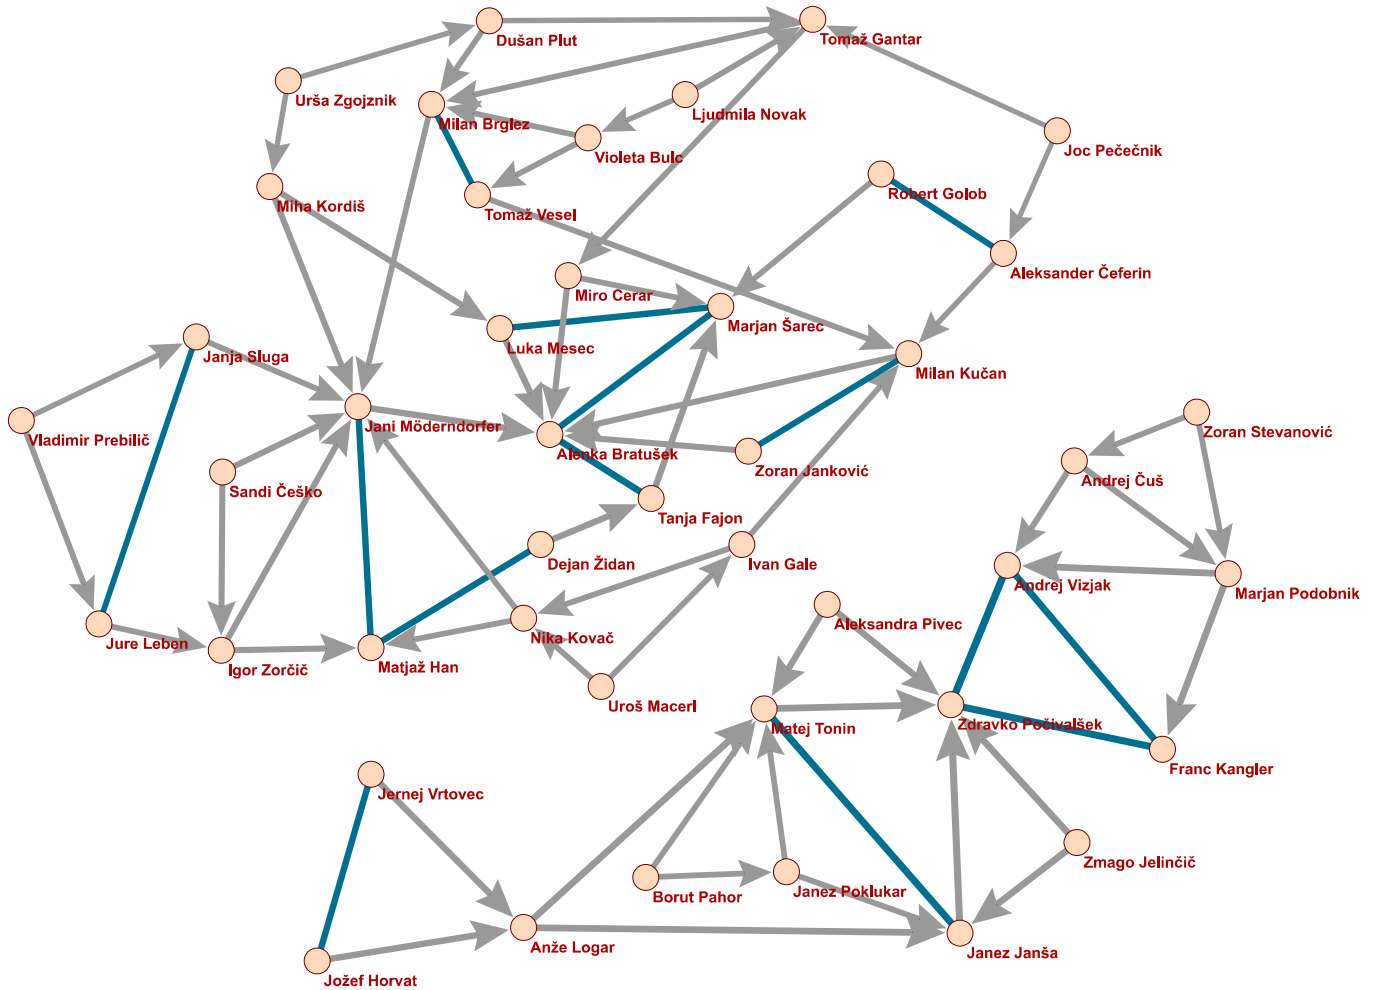 Dušan Plut
Tomaž Gantar
Urša Zgojznik
Ljudmila Novak
Milan Brglez
Violeta Bulc
Joc Pečečnik
Robert Golob
Miha Kordiš
Tomaž Vesel
Aleksander Čeferin
Miro Cerar
Marjan Šarec
Luka Mesec
Janja Sluga
Milan Kučan
Jani Möderndorfer
Vladimir Prebilič
Zoran Stevanović
Alenka Bratušek
Zoran Janković
Andrej Čuš
Sandi Češko
Tanja Fajon
Dejan Židan
Ivan Gale
Andrej Vizjak
Marjan Podobnik
Aleksandra Pivec
Nika Kovač
Jure Leben
Igor Zorčič
Matjaž Han
Uroš Macerl
Matej Tonin
Zdravko Počivalšek
Franc Kangler
Jernej Vrtovec
Zmago Jelinčič
Borut Pahor
Janez Poklukar
Anže Logar
Janez Janša
Jožef Horvat